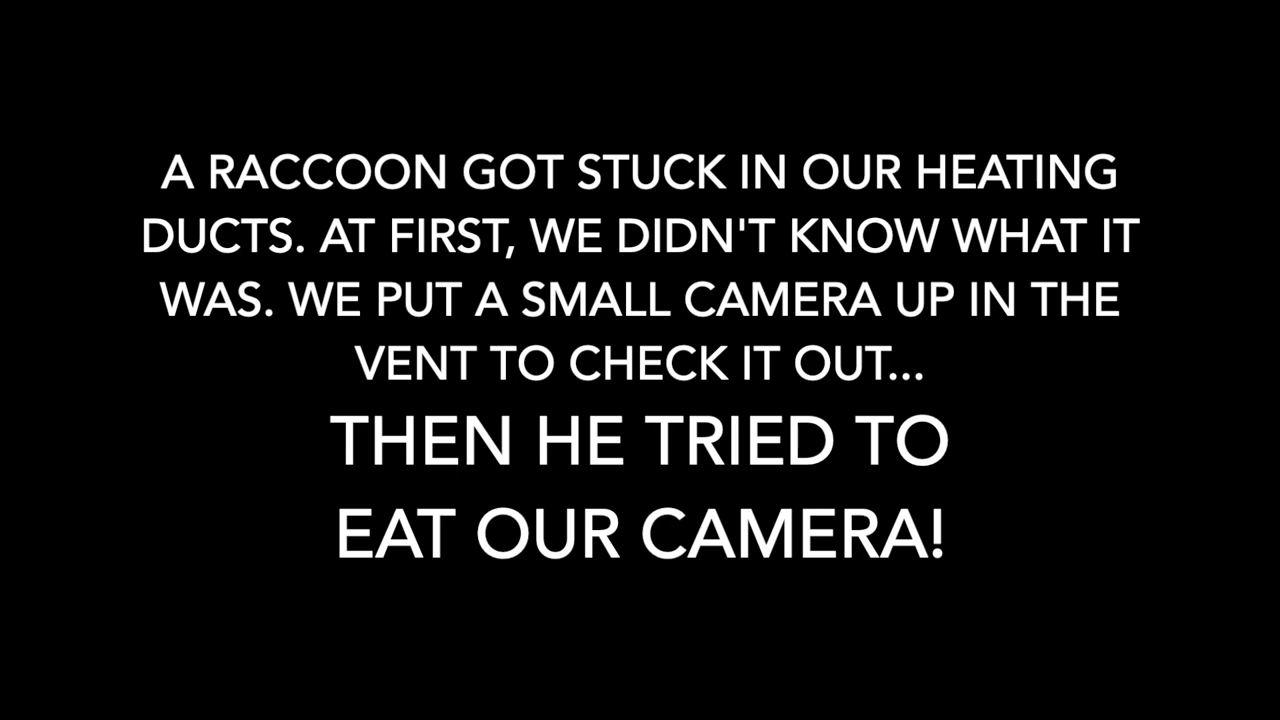 A RACCOON GOT STUCK IN OUR HEATING
DUCTS. AT FIRST, WE DIDN'T KNOW WHAT IT
WAS. WE PUT A SMALL CAMERA UP IN THE
VENT TO CHECK IT OUT...
THEN HE TRIED TO
EAT OUR CAMERA!